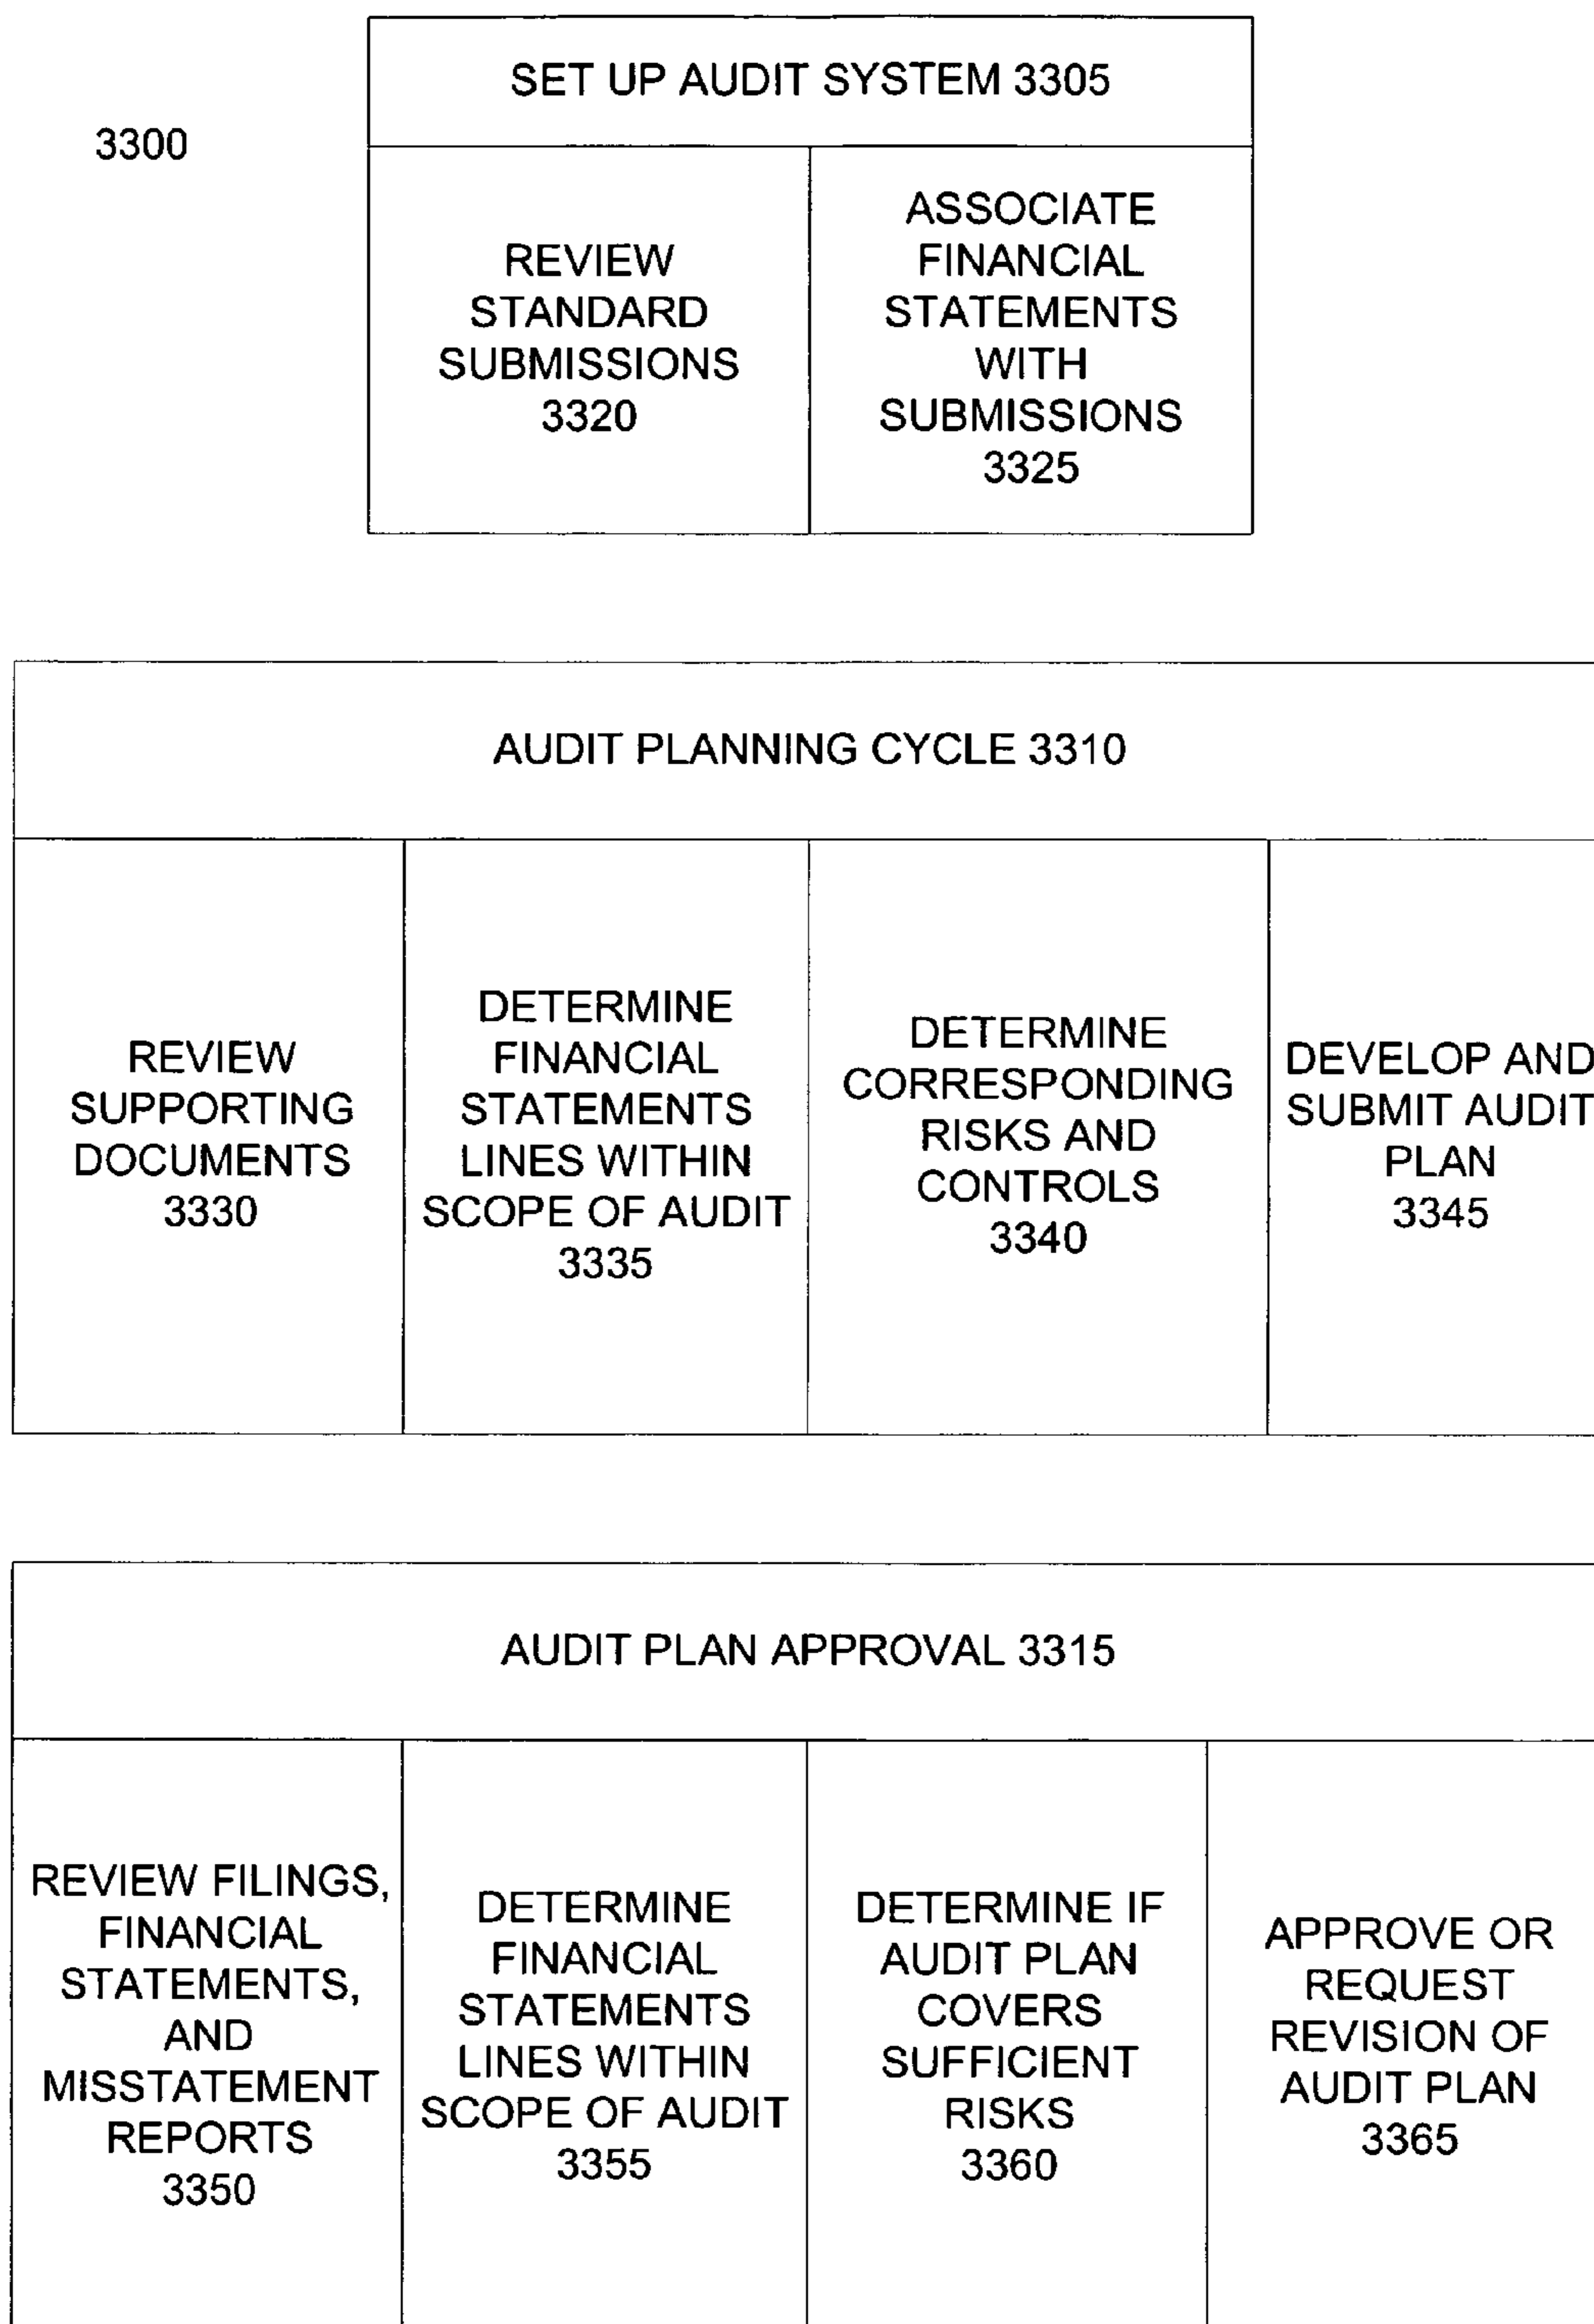 SET UP AUDIT SYSTEM 3305
3300
REVIEW
STANDARD
SUBMISSIONS
3320
ASSOCIATE
FINANCIAL
STATEMENTS
WITH
SUBMISSIONS
3325
AUDIT PLANNING CYCLE 3310
REVIEW
SUPPORTING
DOCUMENTS
3330
DETERMINE
FINANCIAL
STATEMENTS
LINES WITHIN
SCOPE OF AUDIT
3335
DETERMINE
CORRESPONDING
RISKS AND
CONTROLS
3340
DEVELOP AND
SUBMIT AUDIT
PLAN
3345
AUDIT PLAN APPROVAL 3315
REVIEW FILINGS,
FINANCIAL
STATEMENTS,
AND
MISSTATEMENT
REPORTS
3350
DETERMINE
FINANCIAL
STATEMENTS
LINES WITHIN
SCOPE OF AUDIT
3355
DETERMINE IF
AUDIT PLAN
COVERS
SUFFICIENT
RISKS
3360
APPROVE OR
REQUEST
REVISION OF
AUDIT PLAN
3365